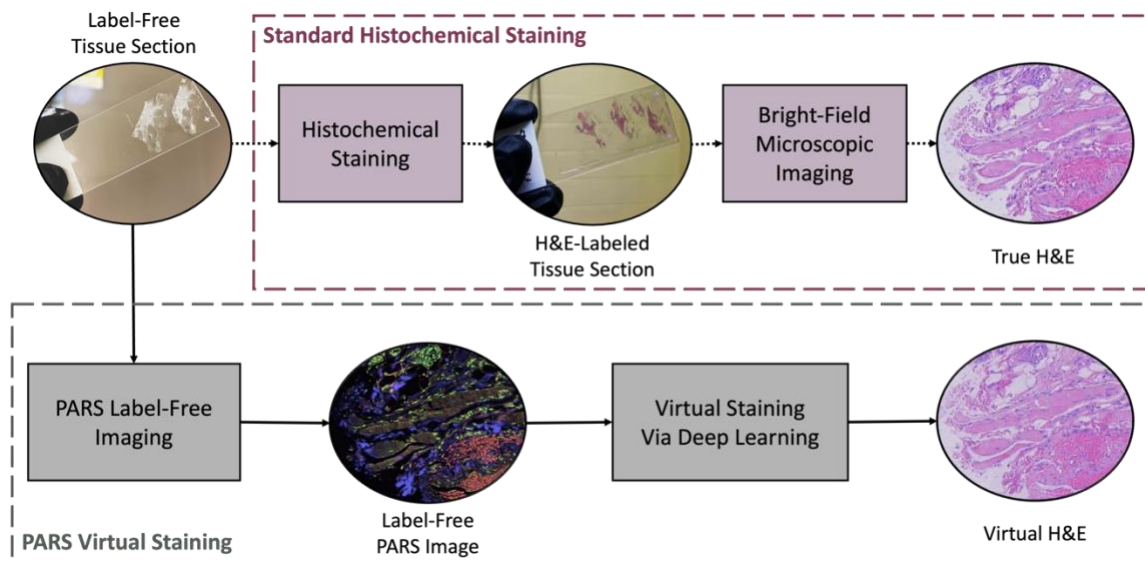 Label-Free
Tissue Section
Standard Histochemical Staining
Histochemical
Staining
H&E-Labeled
Tissue Section
Bright-Field
Microscopic
Imaging
True H&E
PARS Label-Free
Imaging
Label-Free
PARS Image
Virtual Staining
Via Deep Learning
Virtual H&E
PARS Virtual Staining